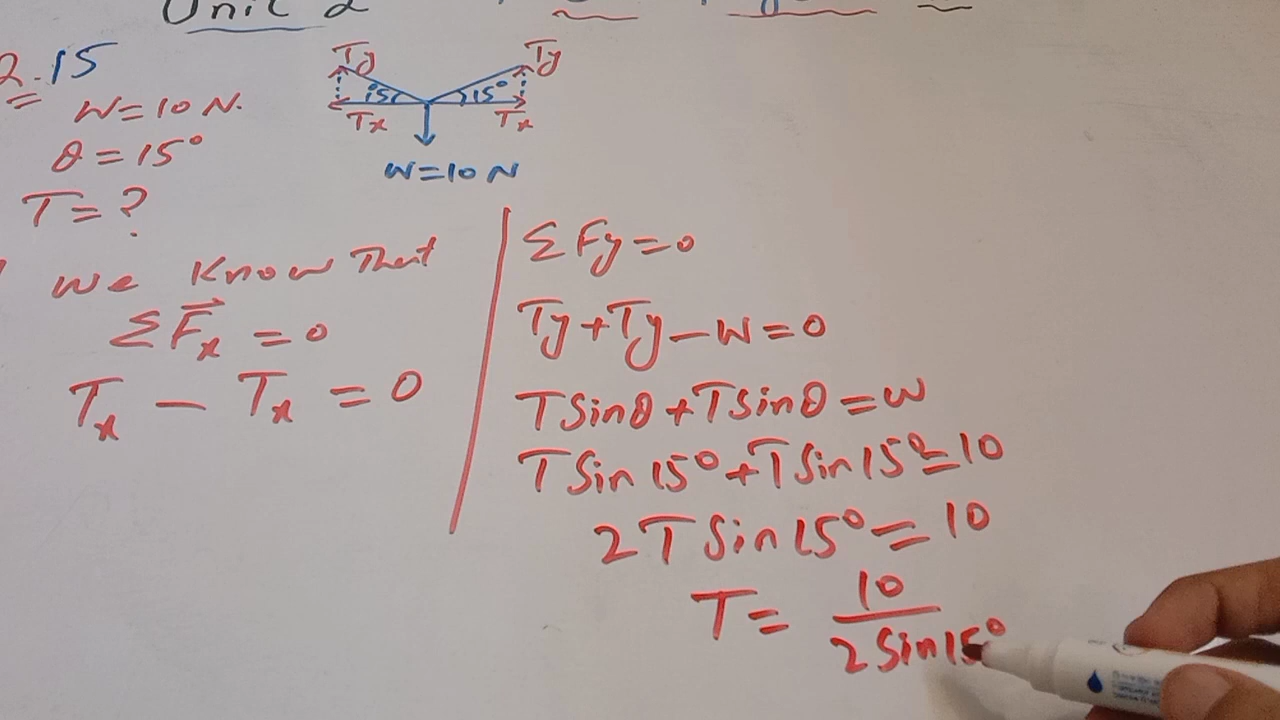 Unit 2
2.15
W=10 N.
θ=15°
T=?
Ty
Ty
15°
15°
Tx
Tx
W=10 N
We Know That
ΣF⃗x = 0
Tx - Tx = 0
ΣFy=0
Ty+Ty-W=0
TSinθ+TSinθ=W
TSin15°+TSin15°=10
2TSin15°=10
T= 10/2Sin15°